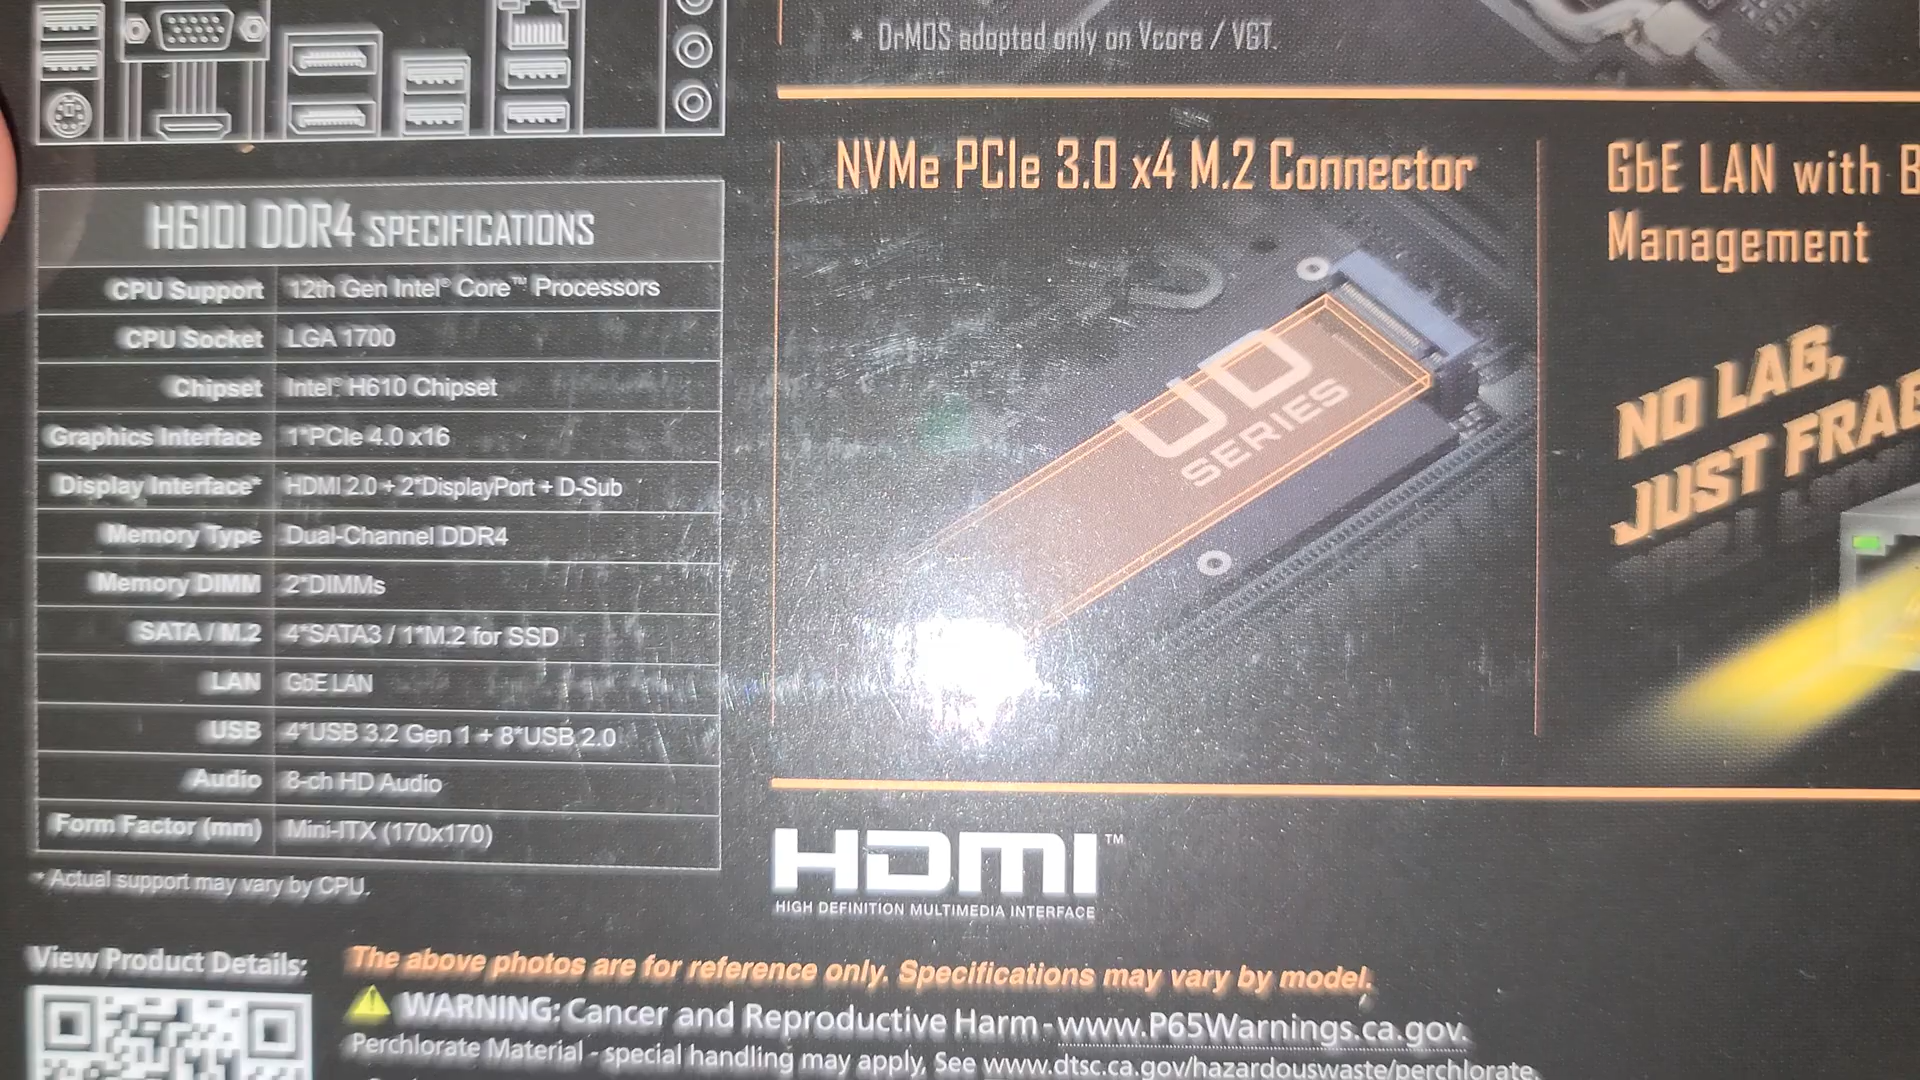 * DrMOS adopted only on Vcore / VGT.
NVMe PCIe 3.0 x4 M.2 Connector
GbE LAN with
Management
H610I DDR4 SPECIFICATIONS
CPU Support 12th Gen Intel® Core™ Processors
CPU Socket LGA 1700
Chipset Intel® H610 Chipset
Graphics Interface 1*PCIe 4.0 x16
Display Interface* HDMI 2.0 + 2*DisplayPort + D-Sub
Memory Type Dual-Channel DDR4
Memory DIMM 2*DIMMs
SATA / M.2 4*SATA3 / 1*M.2 for SSD
LAN GbE LAN
USB 4*USB 3.2 Gen 1 + 8*USB 2.0
Audio 8-ch HD Audio
Form Factor (mm) Mini-ITX (170x170)
* Actual support may vary by CPU.
UD
SERIES
NO LAG,
JUST FRAG
HDMI™
HIGH DEFINITION MULTIMEDIA INTERFACE
View Product Details:
The above photos are for reference only. Specifications may vary by model.
WARNING: Cancer and Reproductive Harm - www.P65Warnings.ca.gov.
Perchlorate Material - special handling may apply, See www.dtsc.ca.gov/hazardouswaste/perchlorate.